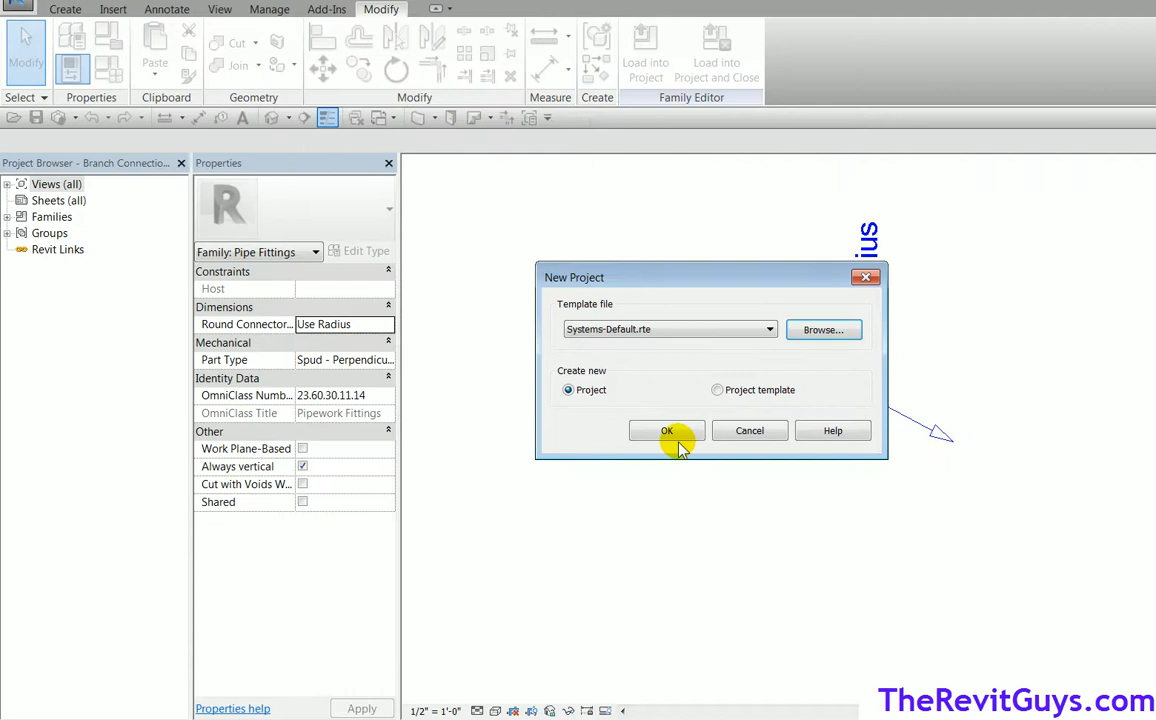 Create Insert Annotate View Manage Add-Ins Modify
Modify Cut Join Paste Load into Project Load into Project and Close
Select Properties Clipboard Geometry Modify Measure Create Family Editor
Project Browser - Branch Connectio...
Views (all)
Sheets (all)
Families
Groups
Revit Links
Properties
R
Family: Pipe Fittings Edit Type
Constraints
Host
Dimensions
Round Connector... Use Radius
Mechanical
Part Type Spud - Perpendicu...
Identity Data
OmniClass Numb... 23.60.30.11.14
OmniClass Title Pipework Fittings
Other
Work Plane-Based
Always vertical
Cut with Voids W...
Shared
Properties help Apply
ius
New Project
Template file
Systems-Default.rte Browse...
Create new
Project Project template
OK Cancel Help
1/2" = 1'-0"
TheRevitGuys.com